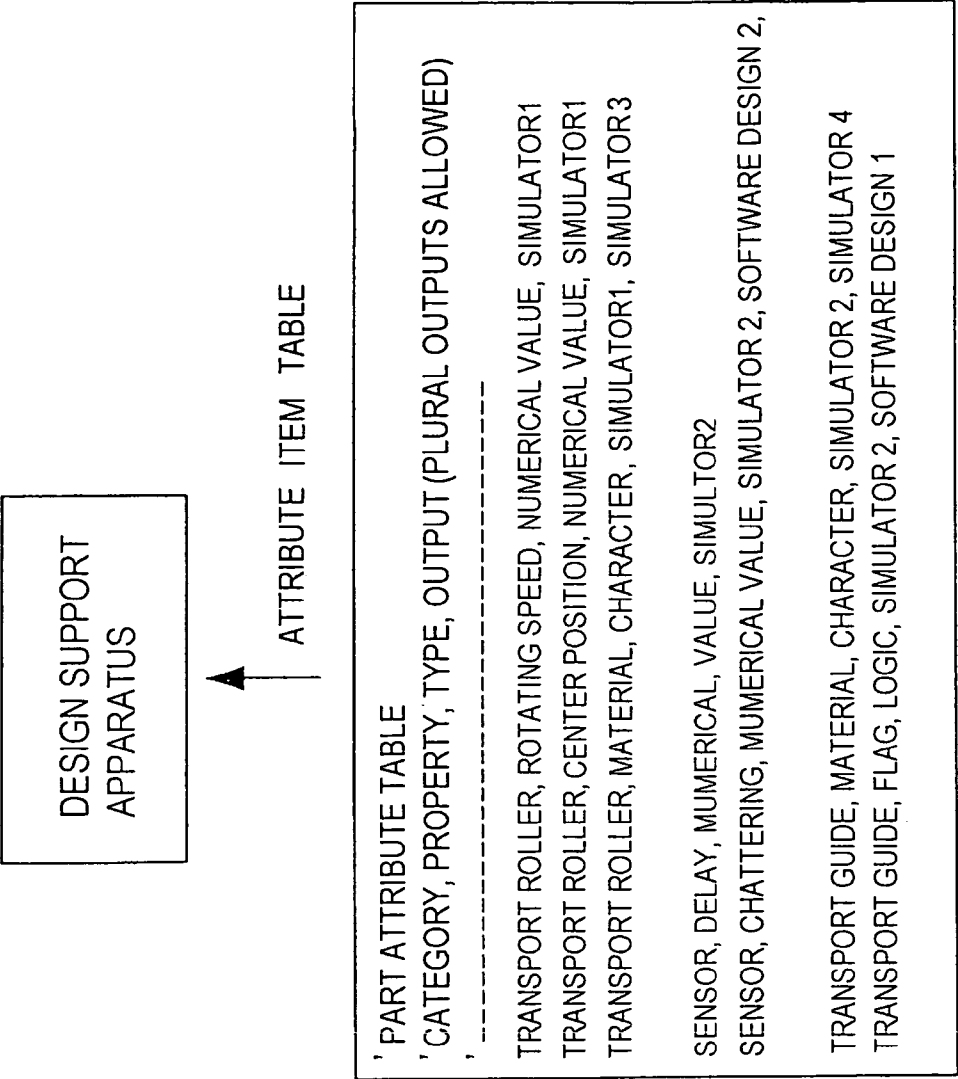 DESIGN SUPPORT
APPARATUS
ATTRIBUTE ITEM TABLE
' PART ATTRIBUTE TABLE
' CATEGORY, PROPERTY, TYPE, OUTPUT (PLURAL OUTPUTS ALLOWED)
' -----------------------------
TRANSPORT ROLLER, ROTATING SPEED, NUMERICAL VALUE, SIMULATOR1
TRANSPORT ROLLER, CENTER POSITION, NUMERICAL VALUE, SIMULATOR1
TRANSPORT ROLLER, MATERIAL, CHARACTER, SIMULATOR1, SIMULATOR3
SENSOR, DELAY, MUMERICAL, VALUE, SIMULTOR2
SENSOR, CHATTERING, MUMERICAL VALUE, SIMULATOR 2, SOFTWARE DESIGN 2,
TRANSPORT GUIDE, MATERIAL, CHARACTER, SIMULATOR 2, SIMULATOR 4
TRANSPORT GUIDE, FLAG, LOGIC, SIMULATOR 2, SOFTWARE DESIGN 1